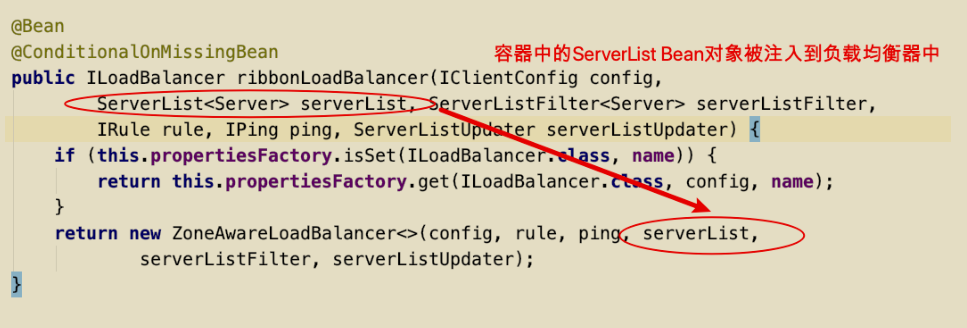 @Bean
@ConditionalOnMissingBean
容器中的ServerList Bean对象被注入到负载均衡器中
public ILoadBalancer ribbonLoadBalancer(IClientConfig config,
ServerList<Server> serverList, ServerListFilter<Server> serverListFilter,
IRule rule, IPing ping, ServerListUpdater serverListUpdater) {
if (this.propertiesFactory.isSet(ILoadBalancer.class, name)) {
return this.propertiesFactory.get(ILoadBalancer.class, config, name);
}
return new ZoneAwareLoadBalancer<>(config, rule, ping, serverList,
serverListFilter, serverListUpdater);
}